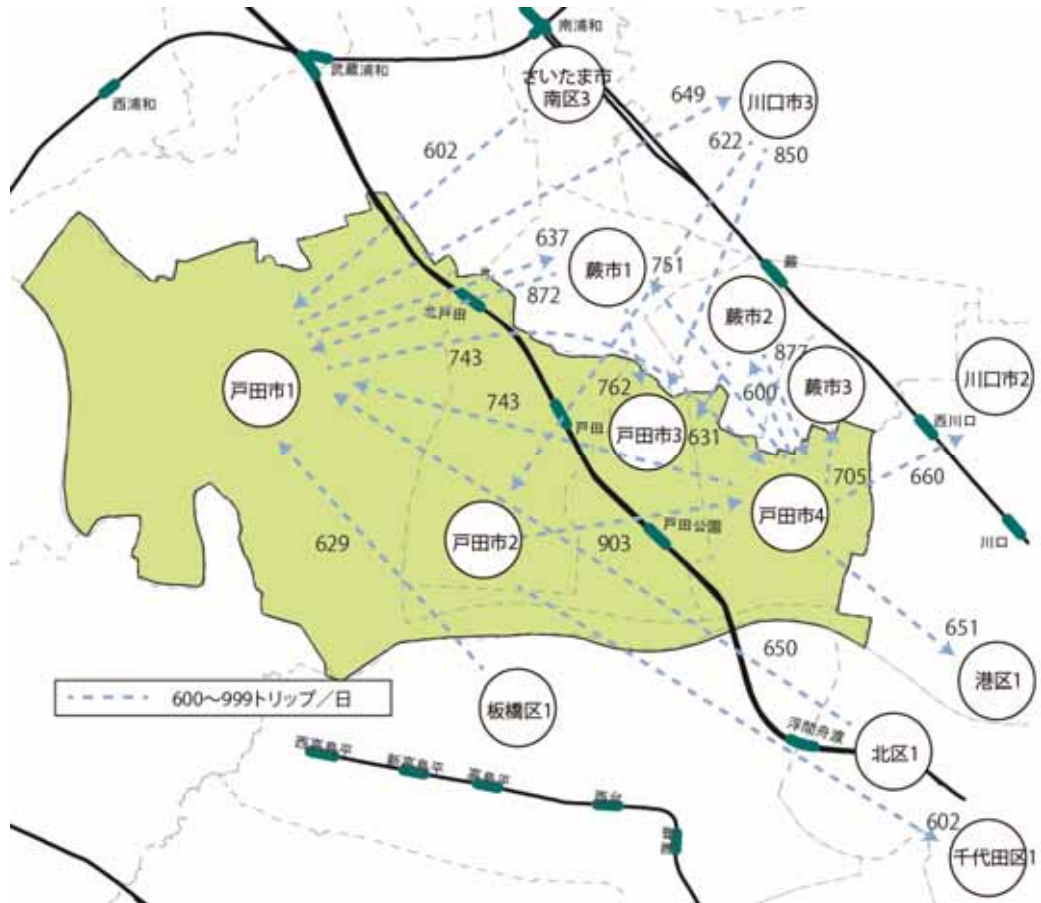 南浦和
武蔵浦和
西浦和
さいたま市
南区3
649
川口市3
602
622
850
637
蕨市1
751
蕨
872
蕨市2
北戸田
743
877
蕨市3
川口市2
戸田市1
762
600
743
戸田
戸田市3
631
西川口
705
660
戸田市4
戸田市2
戸田公園
川口
629
903
651
650
港区1
600～999トリップ／日
板橋区1
浮間舟渡
北区1
西高島平
新高島平
高島平
西台
602
千代田区1